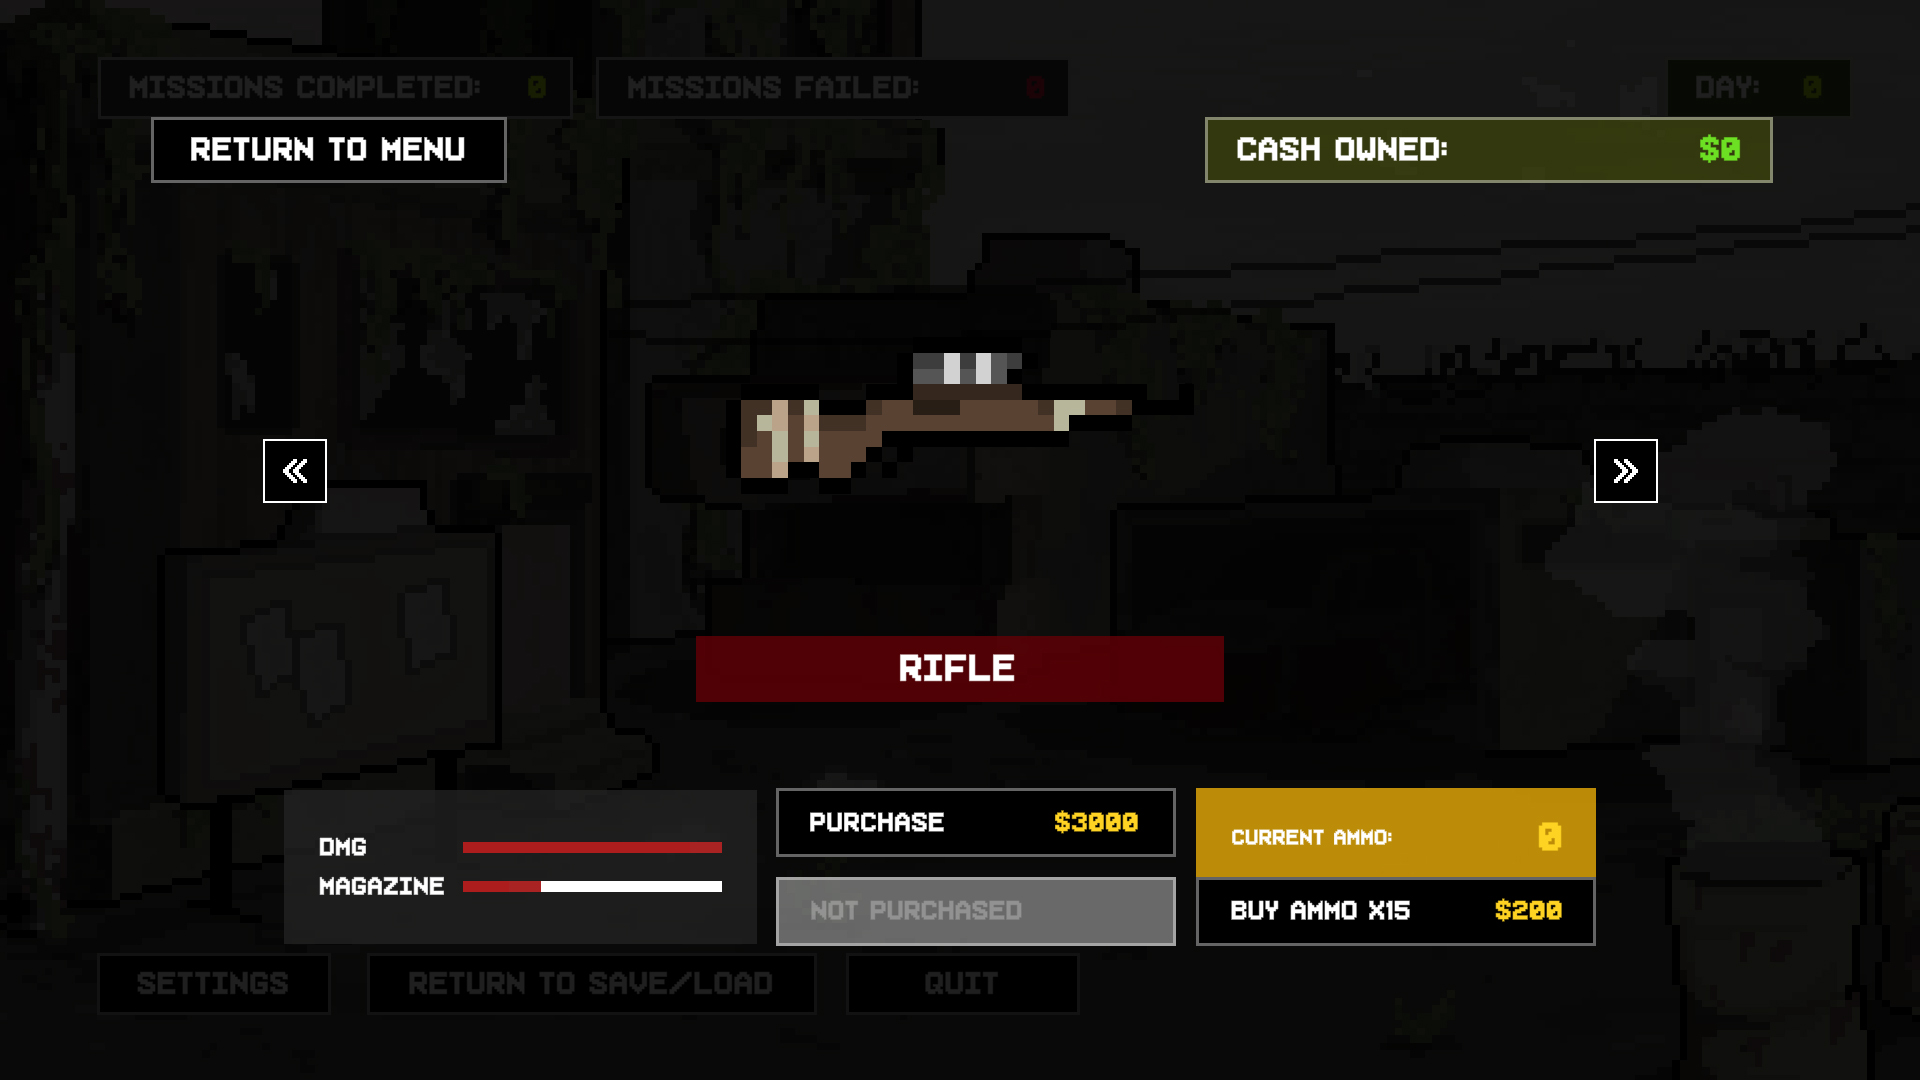 MISSIONS COMPLETED: 0
MISSIONS FAILED: 0
DAY: 0
RETURN TO MENU
CASH OWNED: $0
«
»
RIFLE
DMG
MAGAZINE
PURCHASE $3000
NOT PURCHASED
CURRENT AMMO: 0
BUY AMMO X15 $200
SETTINGS
RETURN TO SAVE/LOAD
QUIT